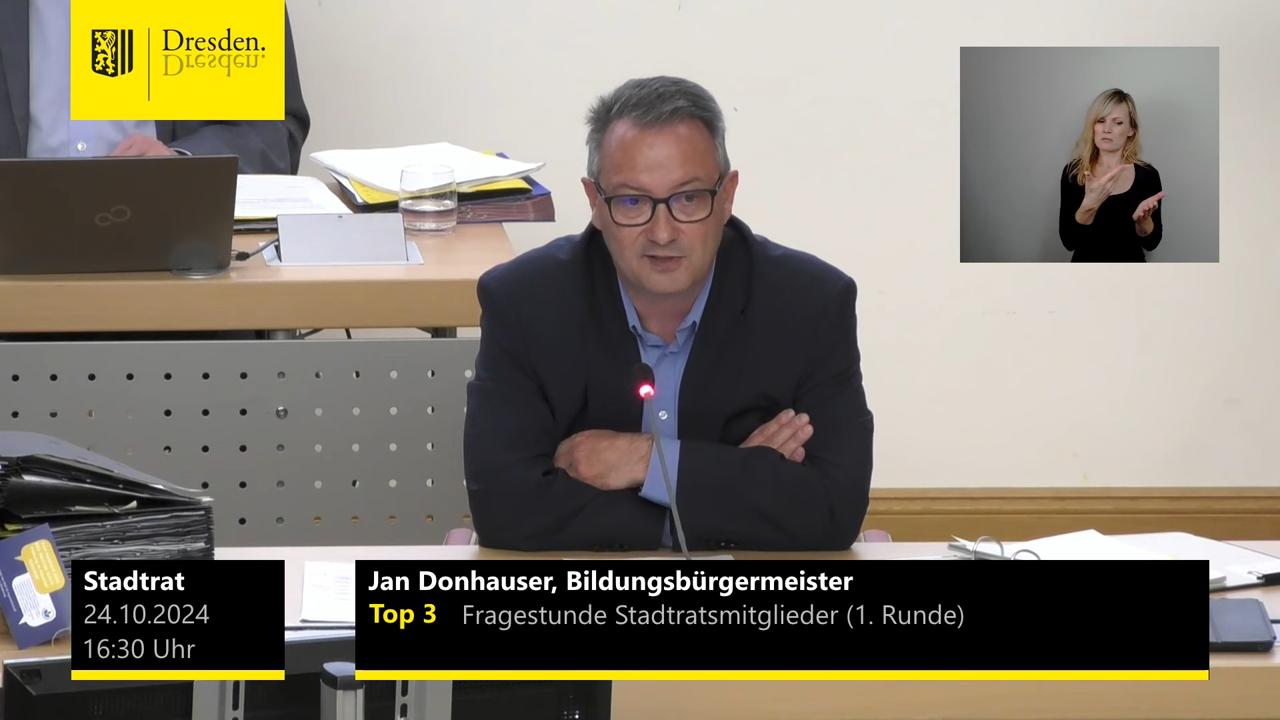 Dresden.
Dresden.
Stadtrat
24.10.2024
16:30 Uhr
Jan Donhauser, Bildungsbürgermeister
Top 3 Fragestunde Stadtratsmitglieder (1. Runde)